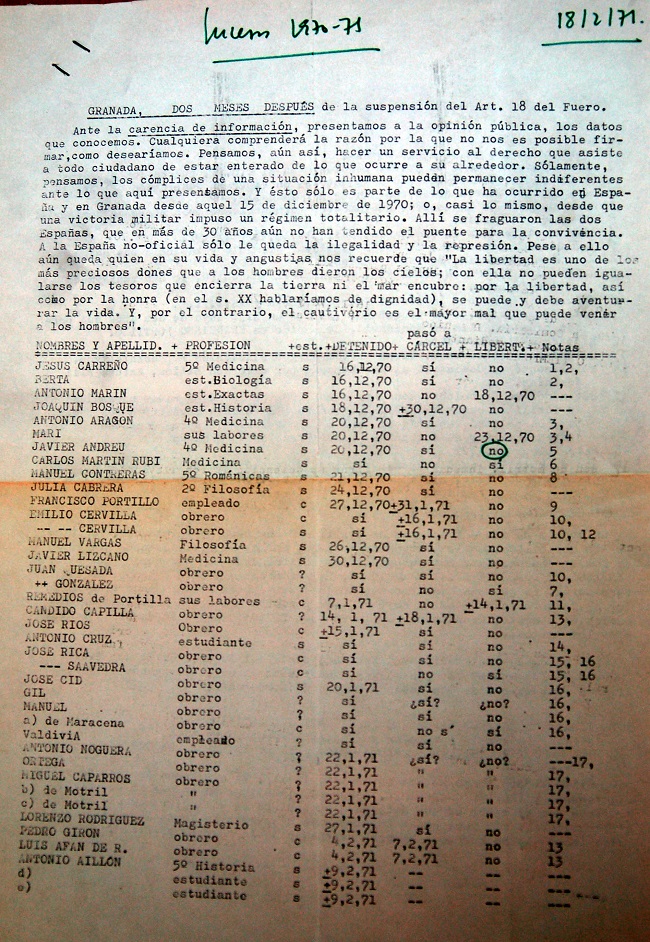 1970-71
18/2/71.
GRANADA, DOS MESES DESPUÉS de la suspensión del Art. 18 del Fuero.
Ante la carencia de información, presentamos a la opinión pública, los datos
que conocemos. Cualquiera comprenderá la razón por la que no nos es posible fir-
mar,como desearíamos. Pensamos, aún así, hacer un servicio al derecho que asiste
a todo ciudadano de estar enterado de lo que ocurre a su alrededor. Sólamente,
pensamos, los cómplices de una situación inhumana pueden permanecer indiferentes
ante lo que aquí presentamos. Y ésto sólo es parte de lo que ha ocurrido en Espa-
ña y en Granada desde aquel 15 de diciembre de 1970; o, casi lo mismo, desde que
una victoria militar impuso un régimen totalitario. Allí se fraguaron las dos
Españas, que en más de 30 años aún no han tendido el puente para la convivencia.
A la España no-oficial sólo le queda la ilegalidad y la represión. Pese a ello
aún queda quien en su vida y angustias nos recuerde que "La libertad es uno de los
más preciosos dones que a los hombres dieron los cielos; con ella no pueden igua-
larse los tesoros que encierra la tierra ni el mar encubre: por la libertad, así
como por la honra (en el s. XX hablaríamos de dignidad), se puede y debe aventur-
rar la vida. Y, por el contrario, el cautiverio es el mayor mal que puede venir
a los hombres".
pasó a
NOMBRES Y APELLID. + PROFESION +est.+DETENIDO+ CÁRCEL + LIBERT.+ Notas
JESUS CARREÑO 5º Medicina s 16,12,70 sí no 1,2,
BERTA est.Biología s 16,12,70 sí no 2,
ANTONIO MARIN est.Exactas s 16,12,70 no 18,12,70 ---
JOAQUIN BOSQUE est.Historia s 18,12,70 +30,12,70 no ---
ANTONIO ARAGON 4º Medicina s 20,12,70 sí no 3,
MARI sus labores s 20,12,70 no 23,12,70 3,4
JAVIER ANDREU 4º Medicina s 20,12,70 sí no 5
CARLOS MARTIN RUBI Medicina s sí no sí 6
MANUEL CONTRERAS 5º Románicas s 21,12,70 sí no 8
JULIA CABRERA 2º Filosofía s 24,12,70 sí no ---
FRANCISCO PORTILLO empleado c 27,12,70+31,1,71 no 9
EMILIO CERVILLA obrero c sí +16,1,71 no 10,
-- -- CERVILLA obrero s sí +16,1,71 no 10, 12
MANUEL VARGAS Filosofía s 26,12,70 sí no ---
JAVIER LIZCANO Medicina s 30,12,70 sí no ---
JUAN QUESADA obrero ? sí sí no 10,
++ GONZALEZ obrero ? sí no sí 7,
REMEDIOS de Portilla sus labores c 7,1,71 no +14,1,71 11,
CANDIDO CAPILLA obrero ? 14, 1, 71 +18,1,71 no 13,
JOSE RIOS Obrero c +15,1,71 sí no ---
ANTONIO CRUZ estudiante s sí sí no 14,
JOSE RICA obrero c sí sí no 15, 16
--- SAAVEDRA obrero c sí no sí 15, 16
JOSE CID obrero s 20,1,71 sí no 16,
GIL obrero ? sí ¿sí? ¿no? 16,
MANUEL obrero ? sí sí no 16,
a) de Maracena obrero c sí no sí 16,
ValdiviA empleado ? sí sí no
ANTONIO NOGUERA obrero ? 22,1,71 ¿sí? ¿no? ---17,
ORTEGA obrero ? 22,1,71 " " 17,
MIGUEL CAPARROS obrero ? 22,1,71 " " 17,
b) de Motril " ? 22,1,71 " " 17,
c) de Motril " ? 22,1,71 " " 17,
LORENZO RODRIGUEZ Magisterio s 27,1,71 sí no ---
PEDRO GIRON obrero c 4,2,71 7,2,71 no 13
LUIS AFAN DE R. obrero c 4,2,71 7,2,71 no 13
ANTONIO AILLÓN 5º Historia s +9,2,71 -- -- ---
d) estudiante s +9,2,71 -- -- ---
e) estudiante s +9,2,71 -- -- ---